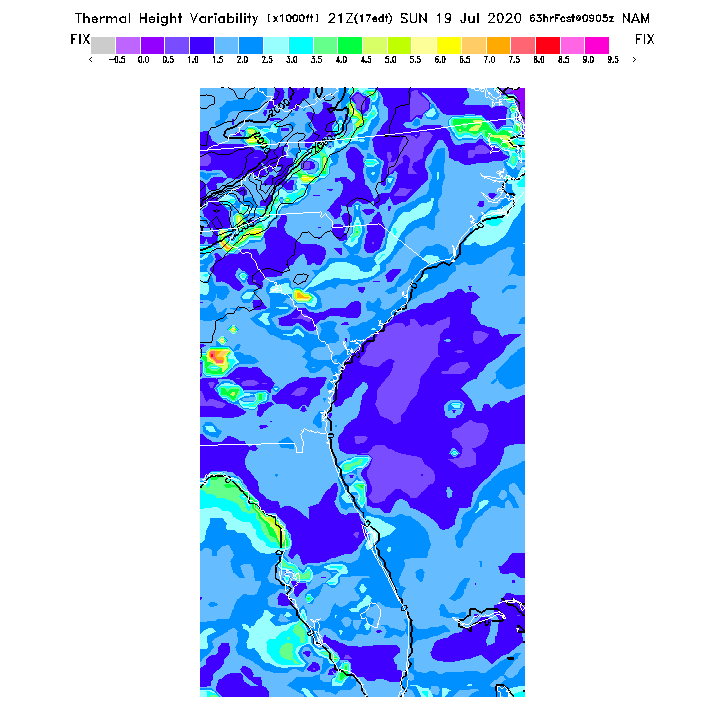 Thermal Height Variability [x1000ft] 21Z(17edt) SUN 19 Jul 2020 63hrFcst@0905z NAM
FIX FIX
< -0.5 0.0 0.5 1.0 1.5 2.0 2.5 3.0 3.5 4.0 4.5 5.0 5.5 6.0 6.5 7.0 7.5 8.0 8.5 9.0 9.5 >
2000
2000
2000